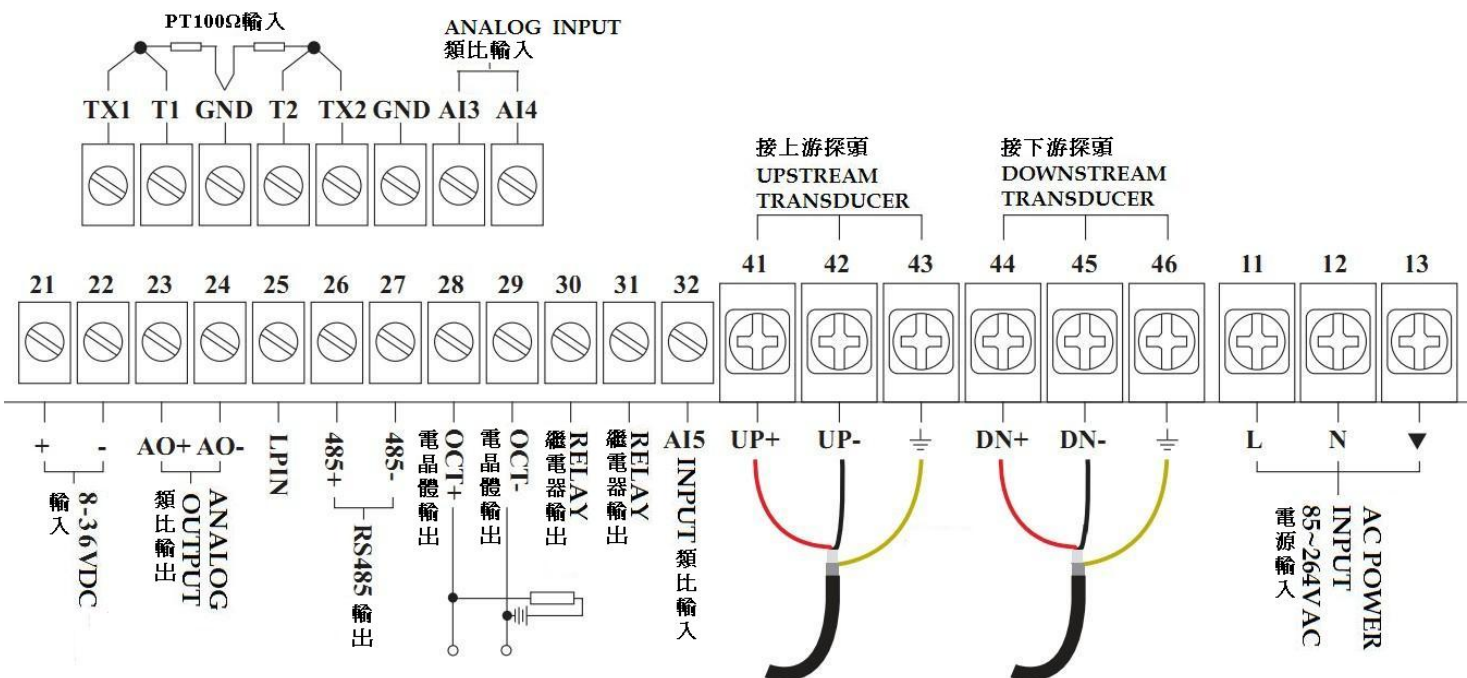 PT100Ω輸入
ANALOG INPUT
類比輸入
TX1 T1 GND T2 TX2 GND AI3 AI4
接上游探頭
UPSTREAM
TRANSDUCER
接下游探頭
DOWNSTREAM
TRANSDUCER
21 22 23 24 25 26 27 28 29 30 31 32 41 42 43 44 45 46 11 12 13
+ -
8-36VDC
輸入
AO+ AO-
ANALOG
OUTPUT
類比輸出
LPIN
485+
485-
RS485 輸出
OCT+
電晶體輸出
OCT-
電晶體輸出
RELAY
繼電器輸出
RELAY
繼電器輸出
AI5
INPUT 類比輸入
UP+ UP-
DN+ DN-
L N
AC POWER
INPUT
85~264VAC
電源輸入